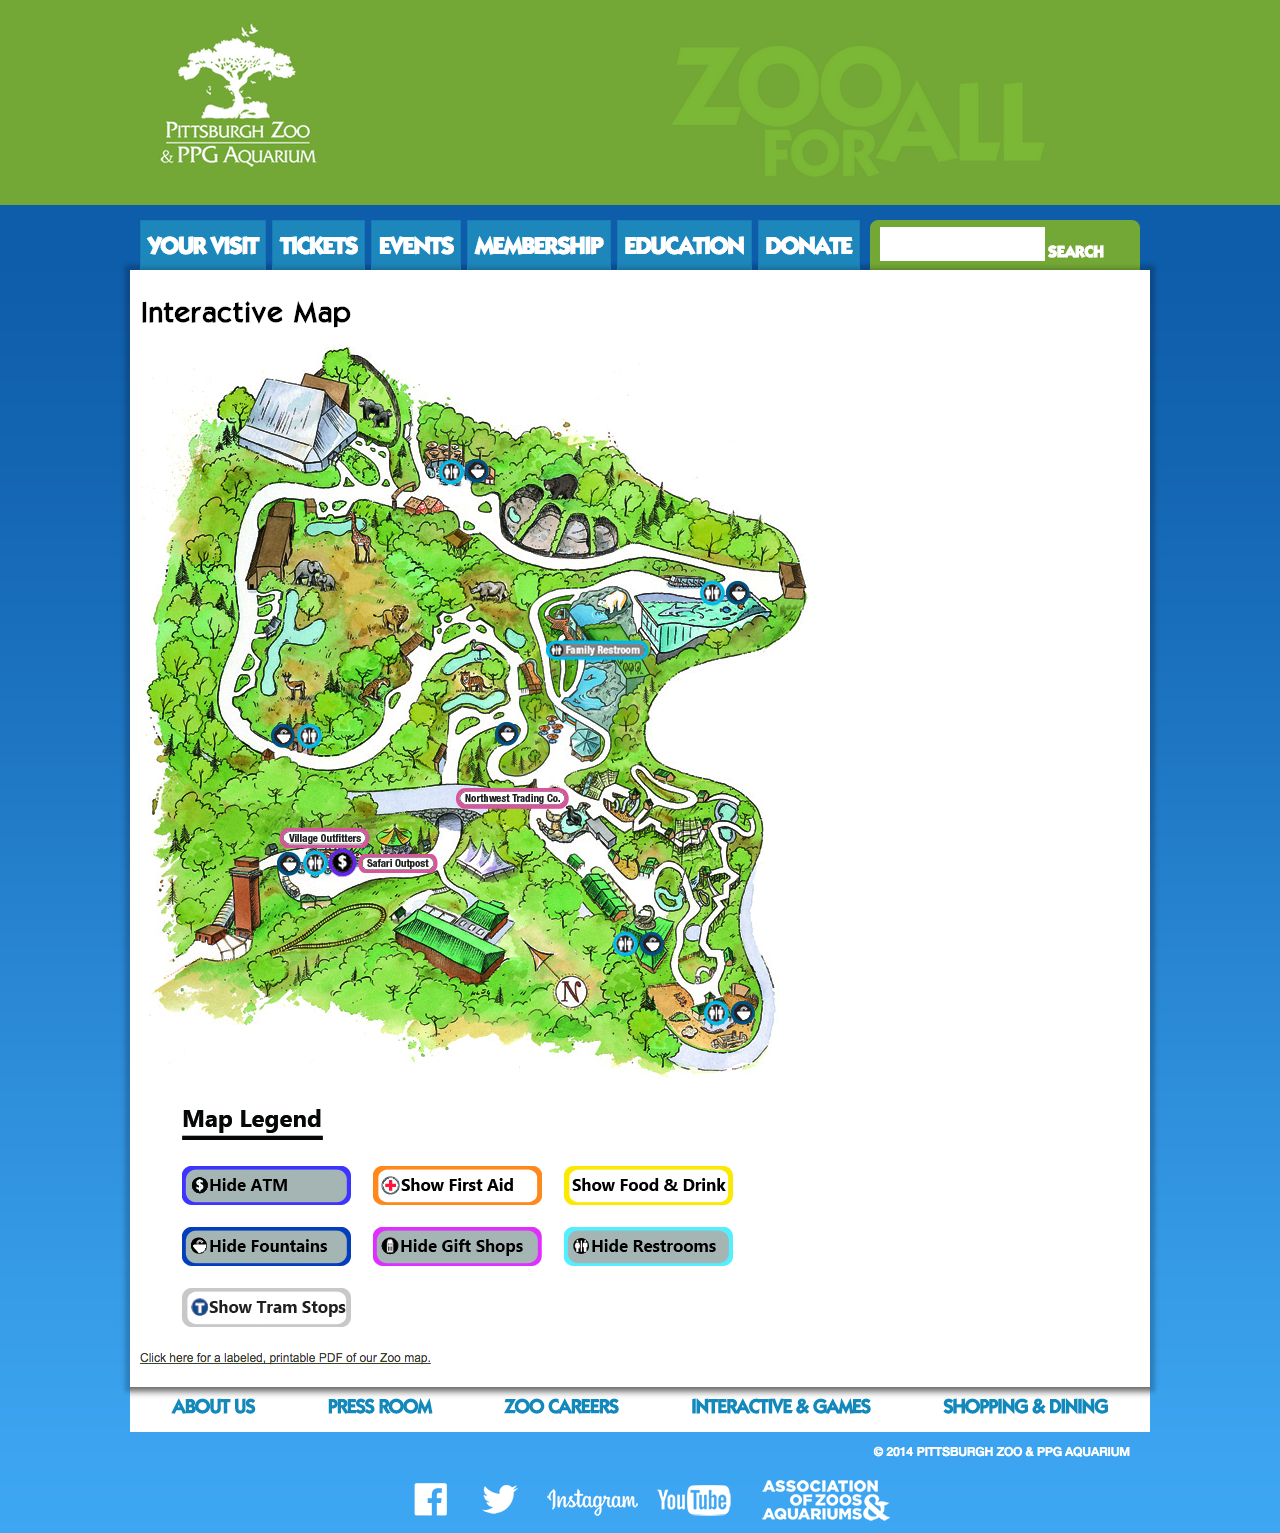 PITTSBURGH ZOO
& PPG AQUARIUM
ZOO
FOR ALL
YOUR VISIT
TICKETS
EVENTS
MEMBERSHIP
EDUCATION
DONATE
SEARCH
Interactive Map
Family Restroom
Northwest Trading Co.
Village Outfitters
$
Safari Outpost
N
Map Legend
$ Hide ATM
Show First Aid
Show Food & Drink
Hide Fountains
Hide Gift Shops
Hide Restrooms
T Show Tram Stops
Click here for a labeled, printable PDF of our Zoo map.
ABOUT US
PRESS ROOM
ZOO CAREERS
INTERACTIVE & GAMES
SHOPPING & DINING
© 2014 PITTSBURGH ZOO & PPG AQUARIUM
f
Instagram
YouTube
ASSOCIATION
OF ZOOS &
AQUARIUMS